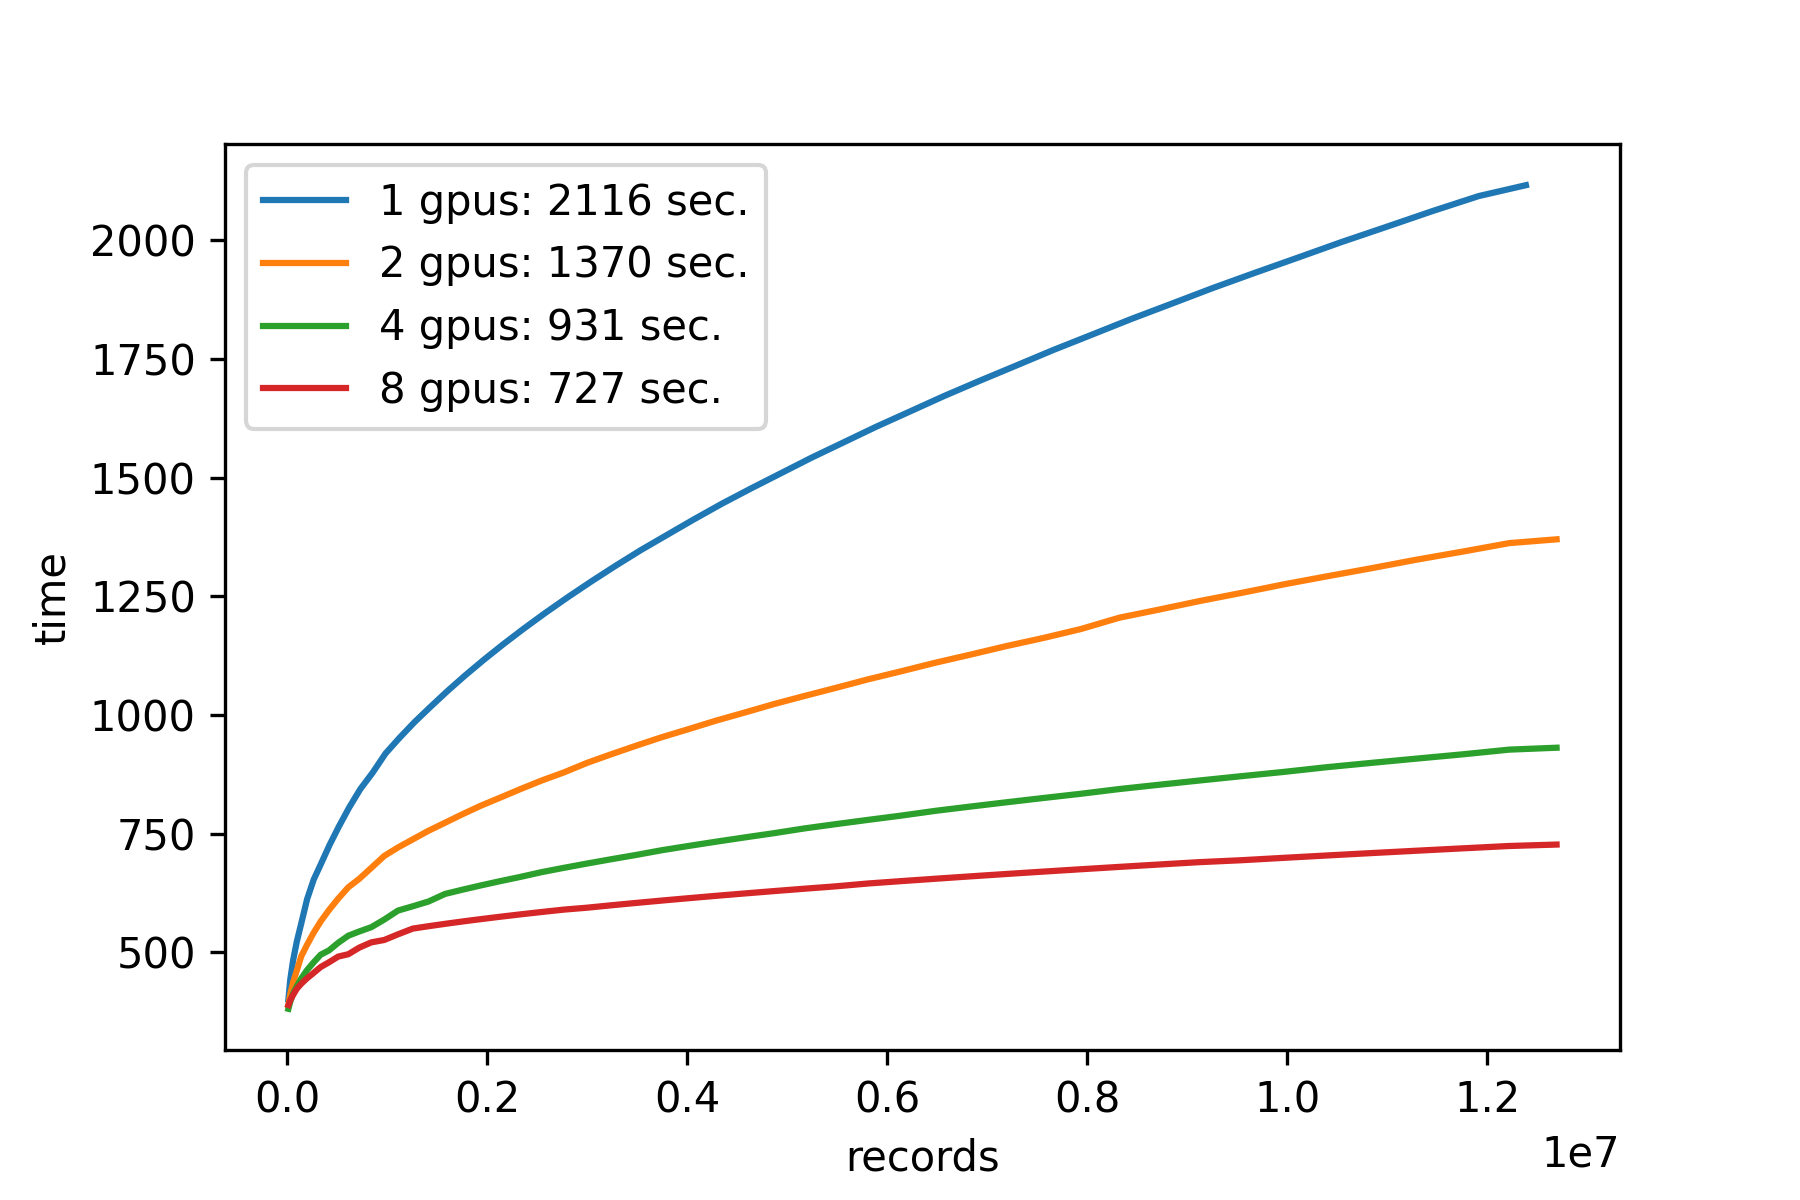 1 gpus: 2116 sec.
2 gpus: 1370 sec.
4 gpus: 931 sec.
8 gpus: 727 sec.
2000
1750
1500
1250
1000
750
500
time
0.0 0.2 0.4 0.6 0.8 1.0 1.2
1e7
records